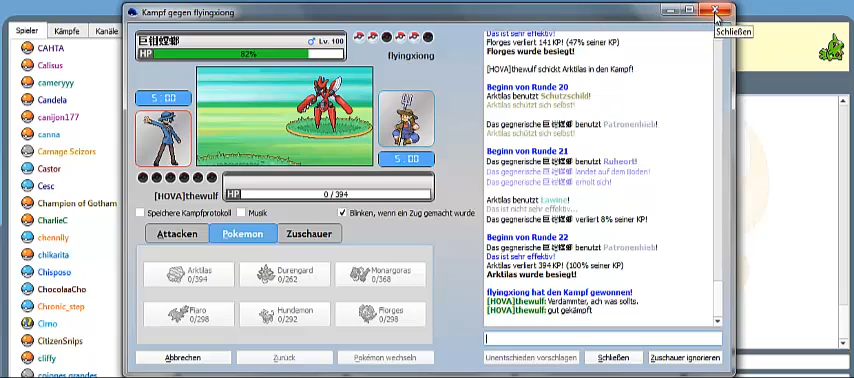 Kampf gegen flyingxiong
Schließen
Spieler
Kämpfe
Kanäle
CAHTA
Calisus
cameryyy
Candela
canijon177
canna
Carnage Scizors
Castor
Cesc
Champion of Gotham
CharlieC
chennlly
chikarita
Chisposo
ChocolaaCho
Chronic_step
Cirno
CitizenSnips
cliffy
cojones grandes
巨钳螳螂
Lv. 100
HP
82%
flyingxiong
5:00
5:00
[HOVA]thewulf
HP
0 / 394
Speichere Kampfprotokoll
Musik
Blinken, wenn ein Zug gemacht wurde
Attacken
Pokemon
Zuschauer
Arktilas
0/394
Durengard
0/262
Monargoras
0/368
Fiaro
0/298
Hundemon
0/292
Florges
0/298
Abbrechen
Zurück
Pokémon wechseln
Das ist sehr effektiv!
Florges verliert 141 KP! (47% seiner KP)
Florges wurde besiegt!
[HOVA]thewulf schickt Arktilas in den Kampf!
Beginn von Runde 20
Arktilas benutzt Schutzschild!
Arktilas schützt sich selbst!
Das gegnerische 巨钳螳螂 benutzt Patronenhieb!
Arktilas schützt sich selbst!
Beginn von Runde 21
Das gegnerische 巨钳螳螂 benutzt Ruheort!
Das gegnerische 巨钳螳螂 landet auf dem Boden!
Das gegnerische 巨钳螳螂 erholt sich!
Arktilas benutzt Lawine!
Das ist nicht sehr effektiv...
Das gegnerische 巨钳螳螂 verliert 8% seiner KP!
Beginn von Runde 22
Das gegnerische 巨钳螳螂 benutzt Patronenhieb!
Das ist sehr effektiv!
Arktilas verliert 394 KP! (100% seiner KP)
Arktilas wurde besiegt!
flyingxiong hat den Kampf gewonnen!
[HOVA]thewulf: Verdammter, ach was solls.
[HOVA]thewulf: gut gekämpft
Unentschieden vorschlagen
Schließen
Zuschauer ignorieren